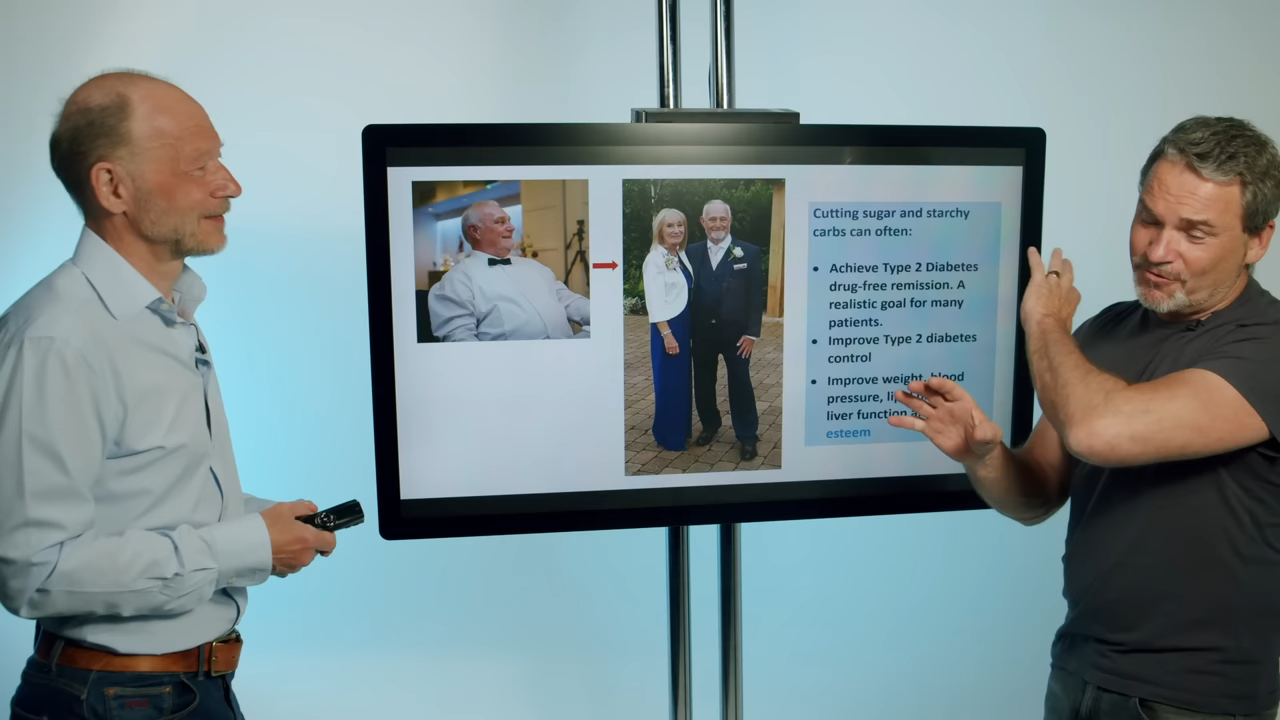 Cutting sugar and starchy
carbs can often:
• Achieve Type 2 Diabetes
drug-free remission. A
realistic goal for many
patients.
• Improve Type 2 diabetes
control
• Improve weight, blood
pressure,
liver function
esteem